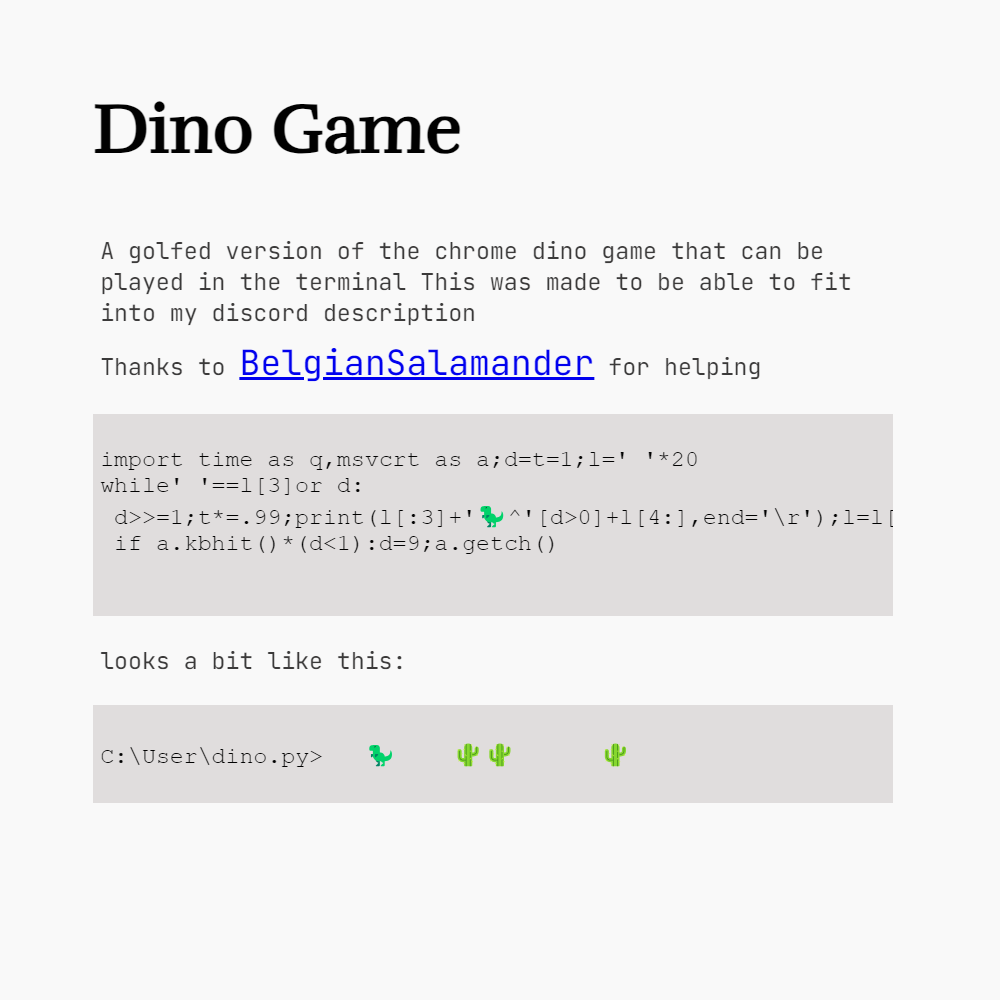 Dino Game
A golfed version of the chrome dino game that can be
played in the terminal This was made to be able to fit
into my discord description
Thanks to BelgianSalamander for helping
import time as q,msvcrt as a;d=t=1;l=' '*20
while' '==l[3]or d:
 d>>=1;t*=.99;print(l[:3]+'🦖^'[d>0]+l[4:],end='\r');l=l[
 if a.kbhit()*(d<1):d=9;a.getch()
looks a bit like this:
C:\User\dino.py>   🦖    🌵🌵      🌵